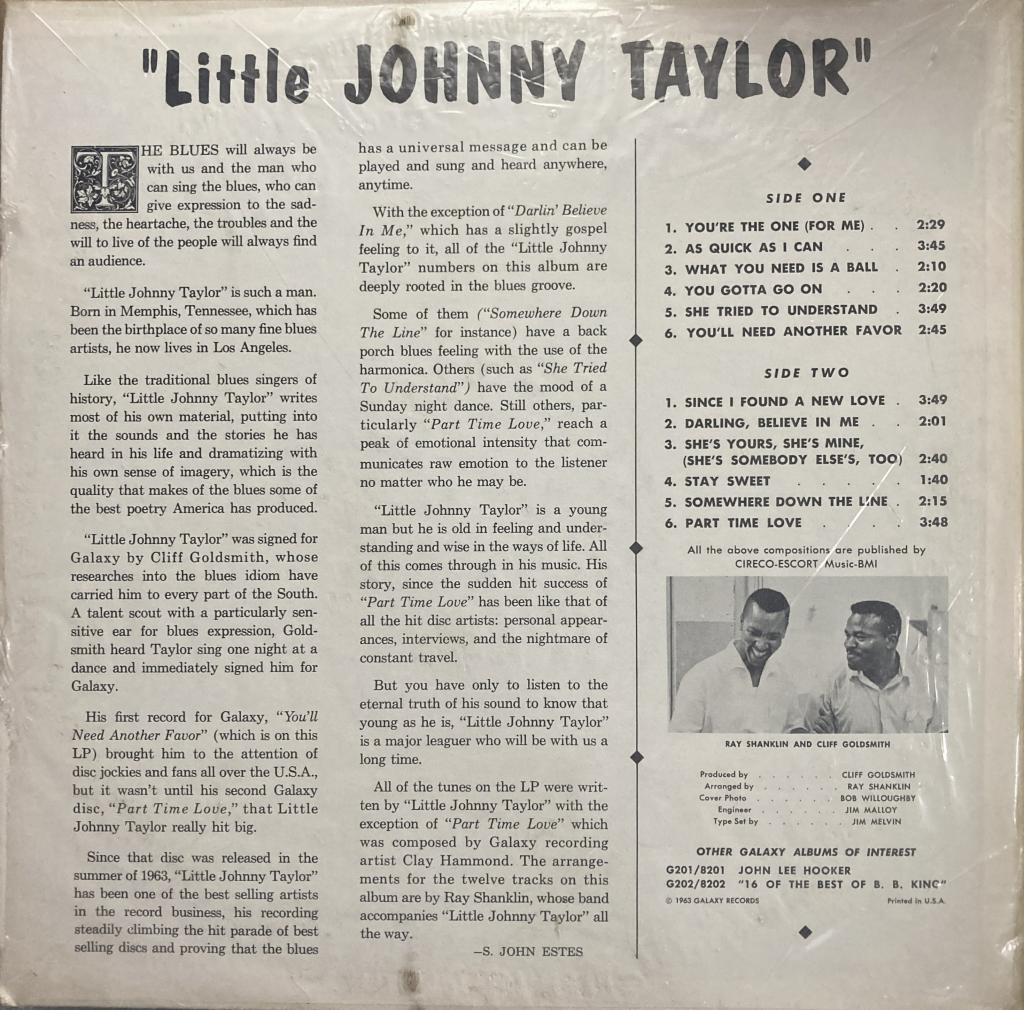 "Little JOHNNY TAYLOR"
THE BLUES will always be
with us and the man who
can sing the blues, who can
give expression to the sad-
ness, the heartache, the troubles and the
will to live of the people will always find
an audience.
"Little Johnny Taylor" is such a man.
Born in Memphis, Tennessee, which has
been the birthplace of so many fine blues
artists, he now lives in Los Angeles.
Like the traditional blues singers of
history, "Little Johnny Taylor" writes
most of his own material, putting into
it the sounds and the stories he has
heard in his life and dramatizing with
his own sense of imagery, which is the
quality that makes of the blues some of
the best poetry America has produced.
"Little Johnny Taylor" was signed for
Galaxy by Cliff Goldsmith, whose
researches into the blues idiom have
carried him to every part of the South.
A talent scout with a particularly sen-
sitive ear for blues expression, Gold-
smith heard Taylor sing one night at a
dance and immediately signed him for
Galaxy.
His first record for Galaxy, "You'll
Need Another Favor" (which is on this
LP) brought him to the attention of
disc jockies and fans all over the U.S.A.,
but it wasn't until his second Galaxy
disc, "Part Time Love," that Little
Johnny Taylor really hit big.
Since that disc was released in the
summer of 1963, "Little Johnny Taylor"
has been one of the best selling artists
in the record business, his recording
steadily climbing the hit parade of best
selling discs and proving that the blues
has a universal message and can be
played and sung and heard anywhere,
anytime.
With the exception of "Darlin' Believe
In Me," which has a slightly gospel
feeling to it, all of the "Little Johnny
Taylor" numbers on this album are
deeply rooted in the blues groove.
Some of them ("Somewhere Down
The Line" for instance) have a back
porch blues feeling with the use of the
harmonica. Others (such as "She Tried
To Understand") have the mood of a
Sunday night dance. Still others, par-
ticularly "Part Time Love," reach a
peak of emotional intensity that com-
municates raw emotion to the listener
no matter who he may be.
"Little Johnny Taylor" is a young
man but he is old in feeling and under-
standing and wise in the ways of life. All
of this comes through in his music. His
story, since the sudden hit success of
"Part Time Love" has been like that of
all the hit disc artists: personal appear-
ances, interviews, and the nightmare of
constant travel.
But you have only to listen to the
eternal truth of his sound to know that
young as he is, "Little Johnny Taylor"
is a major leaguer who will be with us a
long time.
All of the tunes on the LP were writ-
ten by "Little Johnny Taylor" with the
exception of "Part Time Love" which
was composed by Galaxy recording
artist Clay Hammond. The arrange-
ments for the twelve tracks on this
album are by Ray Shanklin, whose band
accompanies "Little Johnny Taylor" all
the way.
—S. JOHN ESTES
SIDE ONE
1. YOU'RE THE ONE (FOR ME) . . 2:29
2. AS QUICK AS I CAN . . . 3:45
3. WHAT YOU NEED IS A BALL . 2:10
4. YOU GOTTA GO ON . . . 2:20
5. SHE TRIED TO UNDERSTAND . 3:49
6. YOU'LL NEED ANOTHER FAVOR 2:45
SIDE TWO
1. SINCE I FOUND A NEW LOVE . 3:49
2. DARLING, BELIEVE IN ME . . 2:01
3. SHE'S YOURS, SHE'S MINE,
(SHE'S SOMEBODY ELSE'S, TOO) 2:40
4. STAY SWEET . . . . . 1:40
5. SOMEWHERE DOWN THE LINE . 2:15
6. PART TIME LOVE . . . . 3:48
All the above compositions are published by
CIRECO-ESCORT Music-BMI
RAY SHANKLIN AND CLIFF GOLDSMITH
Produced by . . . . . . CLIFF GOLDSMITH
Arranged by . . . . . . RAY SHANKLIN
Cover Photo . . . . . . BOB WILLOUGHBY
Engineer . . . . . . . JIM MALLOY
Type Set by . . . . . . JIM MELVIN
OTHER GALAXY ALBUMS OF INTEREST
G201/8201 JOHN LEE HOOKER
G202/8202 "16 OF THE BEST OF B. B. KING"
© 1963 GALAXY RECORDS Printed in U.S.A.